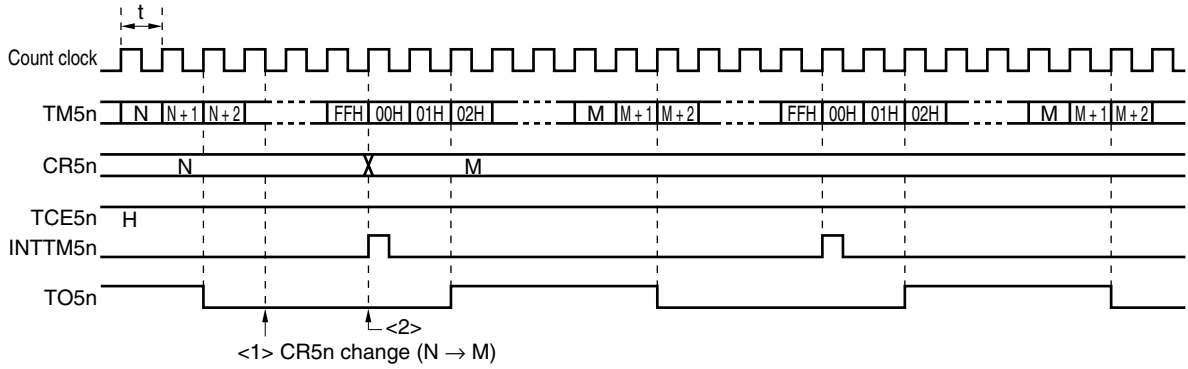 t
Count clock
TM5n N N + 1 N + 2 FFH 00H 01H 02H M M + 1 M + 2 FFH 00H 01H 02H M M + 1 M + 2
CR5n N M
TCE5n H
INTTM5n
TO5n
<2>
<1> CR5n change (N → M)